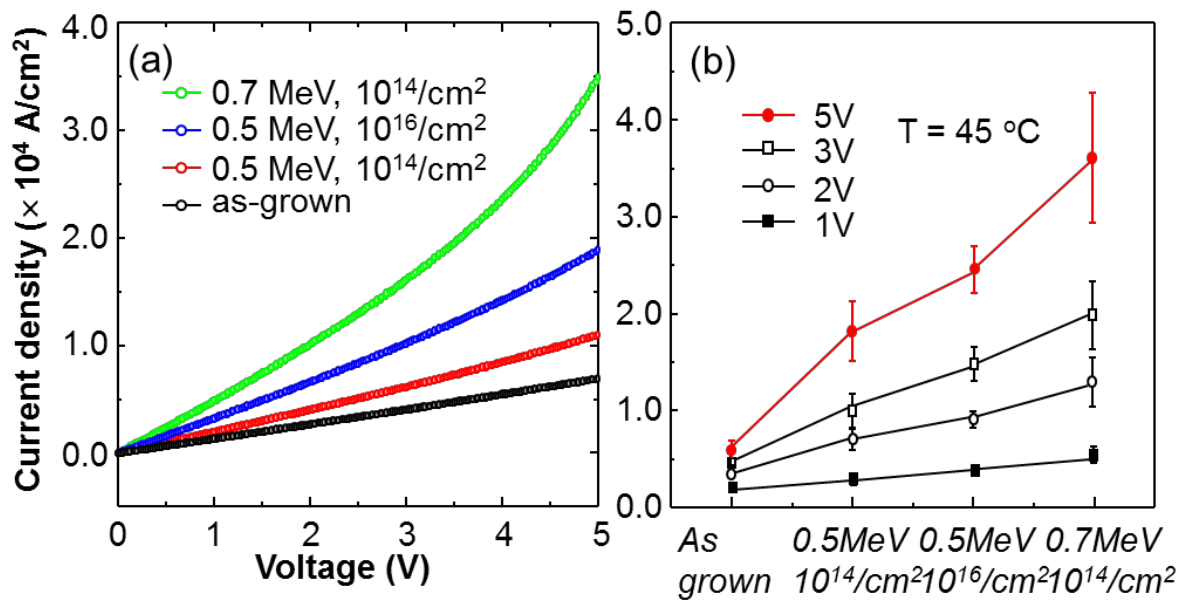 Current density (× 10⁴ A/cm²)
4.0
3.0
2.0
1.0
0.0
(a)
0.7 MeV, 10¹⁴/cm²
0.5 MeV, 10¹⁶/cm²
0.5 MeV, 10¹⁴/cm²
as-grown
0 1 2 3 4 5
Voltage (V)
5.0
4.0
3.0
2.0
1.0
0.0
(b)
5V
3V
2V
1V
T = 45 °C
As 0.5MeV 0.5MeV 0.7MeV
grown 10¹⁴/cm² 10¹⁶/cm² 10¹⁴/cm²